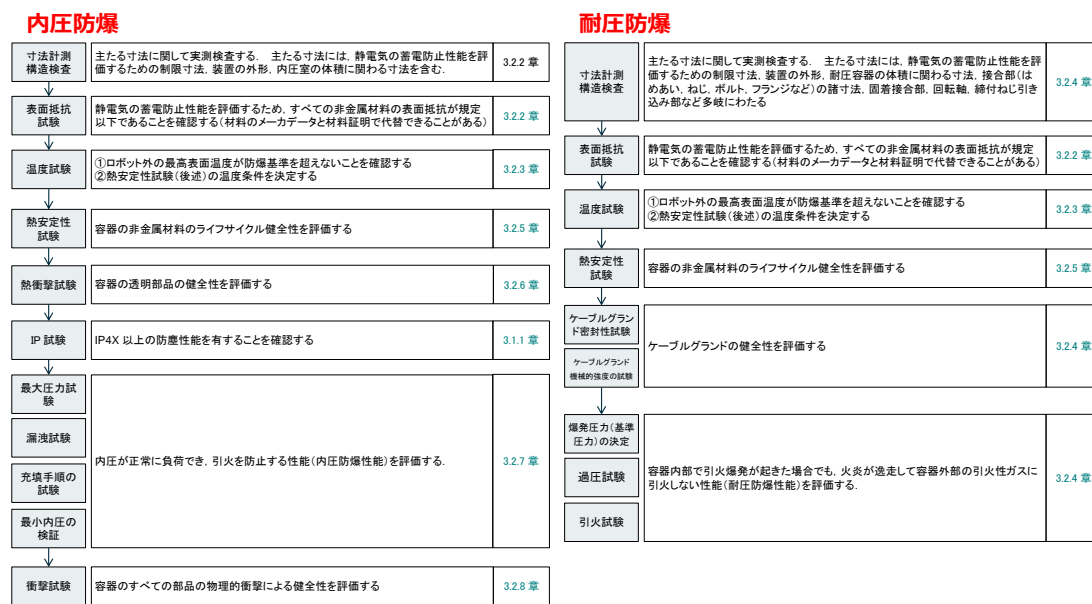 内圧防爆
寸法計測
構造検査
主たる寸法に関して実測検査する. 主たる寸法には, 静電気の蓄電防止性能を評
価するための制限寸法, 装置の外形, 内圧室の体積に関わる寸法を含む.
3.2.2 章
表面抵抗
試験
静電気の蓄電防止性能を評価するため, すべての非金属材料の表面抵抗が規定
以下であることを確認する(材料のメーカデータと材料証明で代替できることがある)
3.2.2 章
温度試験
①ロボット外の最高表面温度が防爆基準を超えないことを確認する
②熱安定性試験(後述)の温度条件を決定する
3.2.3 章
熱安定性
試験
容器の非金属材料のライフサイクル健全性を評価する
3.2.5 章
熱衝撃試験
容器の透明部品の健全性を評価する
3.2.6 章
IP 試験
IP4X 以上の防塵性能を有することを確認する
3.1.1 章
最大圧力試
験
漏洩試験
充填手順の
試験
最小内圧の
検証
内圧が正常に負荷でき, 引火を防止する性能(内圧防爆性能)を評価する.
3.2.7 章
衝撃試験
容器のすべての部品の物理的衝撃による健全性を評価する
3.2.8 章
耐圧防爆
寸法計測
構造検査
主たる寸法に関して実測検査する. 主たる寸法には, 静電気の蓄電防止性能を評
価するための制限寸法, 装置の外形, 耐圧容器の体積に関わる寸法, 接合部(は
めあい, ねじ, ボルト, フランジなど)の諸寸法, 固着接合部, 回転軸, 締付ねじ引き
込み部など多岐にわたる
3.2.4 章
表面抵抗
試験
静電気の蓄電防止性能を評価するため, すべての非金属材料の表面抵抗が規定
以下であることを確認する(材料のメーカデータと材料証明で代替できることがある)
3.2.2 章
温度試験
①ロボット外の最高表面温度が防爆基準を超えないことを確認する
②熱安定性試験(後述)の温度条件を決定する
3.2.3 章
熱安定性
試験
容器の非金属材料のライフサイクル健全性を評価する
3.2.5 章
ケーブルグラン
ド密封性試験
ケーブルグランド
機械的強度の試験
ケーブルグランドの健全性を評価する
3.2.4 章
爆発圧力(基準
圧力)の決定
過圧試験
引火試験
容器内部で引火爆発が起きた場合でも, 火炎が逸走して容器外部の引火性ガスに
引火しない性能(耐圧防爆性能)を評価する.
3.2.4 章